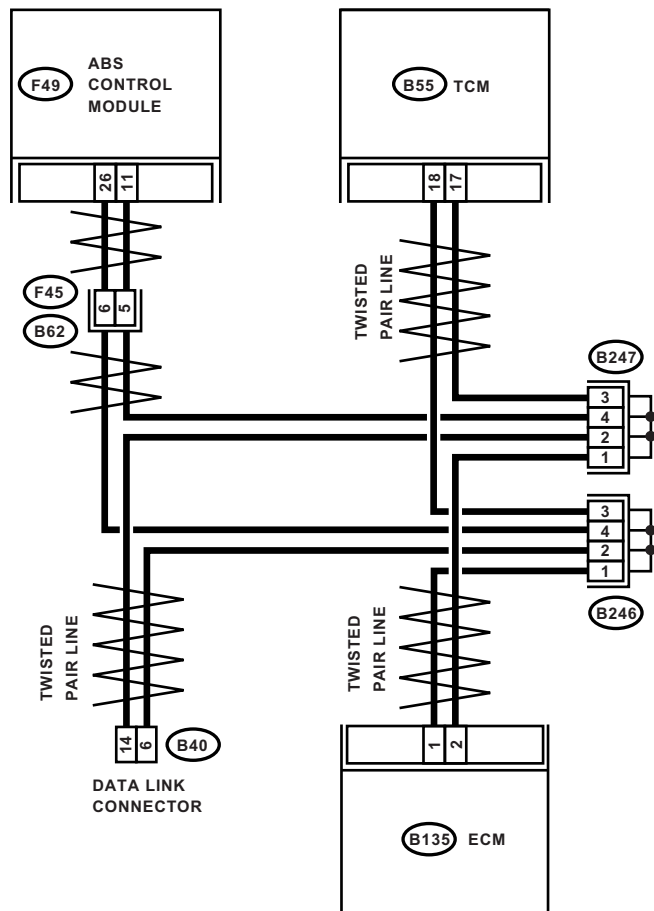 F49
ABS
CONTROL
MODULE
B55 TCM
26 11
18 17
F45
B62
6 5
TWISTED
PAIR LINE
B247
3
4
2
1
3
4
2
1
B246
TWISTED
PAIR LINE
TWISTED
PAIR LINE
14 6
B40
1 2
DATA LINK
CONNECTOR
B135 ECM